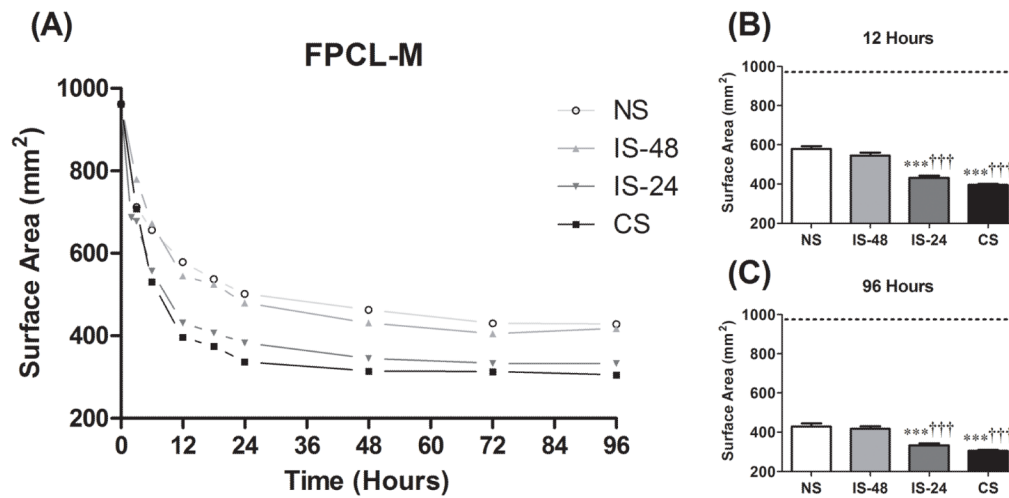 (A)
FPCL-M
Surface Area (mm²)
1000
800
600
400
200
0 12 24 36 48 60 72 84 96
Time (Hours)
NS
IS-48
IS-24
CS
(B)
12 Hours
Surface Area (mm²)
1000
800
600
400
200
***†††
***†††
NS IS-48 IS-24 CS
(C)
96 Hours
Surface Area (mm²)
1000
800
600
400
200
***†††
***†††
NS IS-48 IS-24 CS